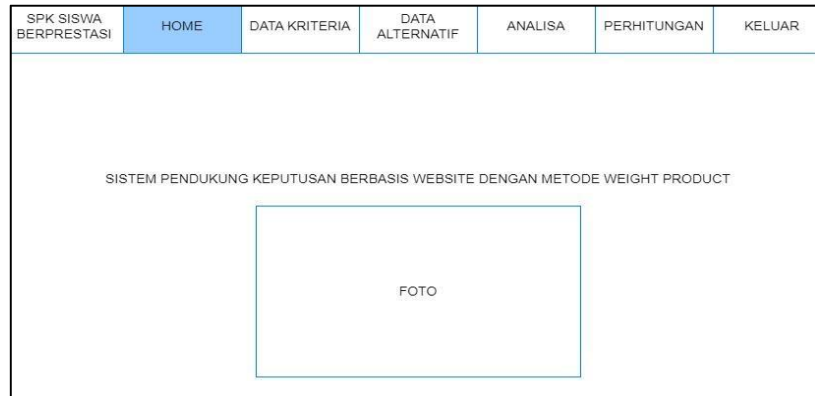 SPK SISWA
BERPRESTASI
HOME
DATA KRITERIA
DATA
ALTERNATIF
ANALISA
PERHITUNGAN
KELUAR
SISTEM PENDUKUNG KEPUTUSAN BERBASIS WEBSITE DENGAN METODE WEIGHT PRODUCT
FOTO